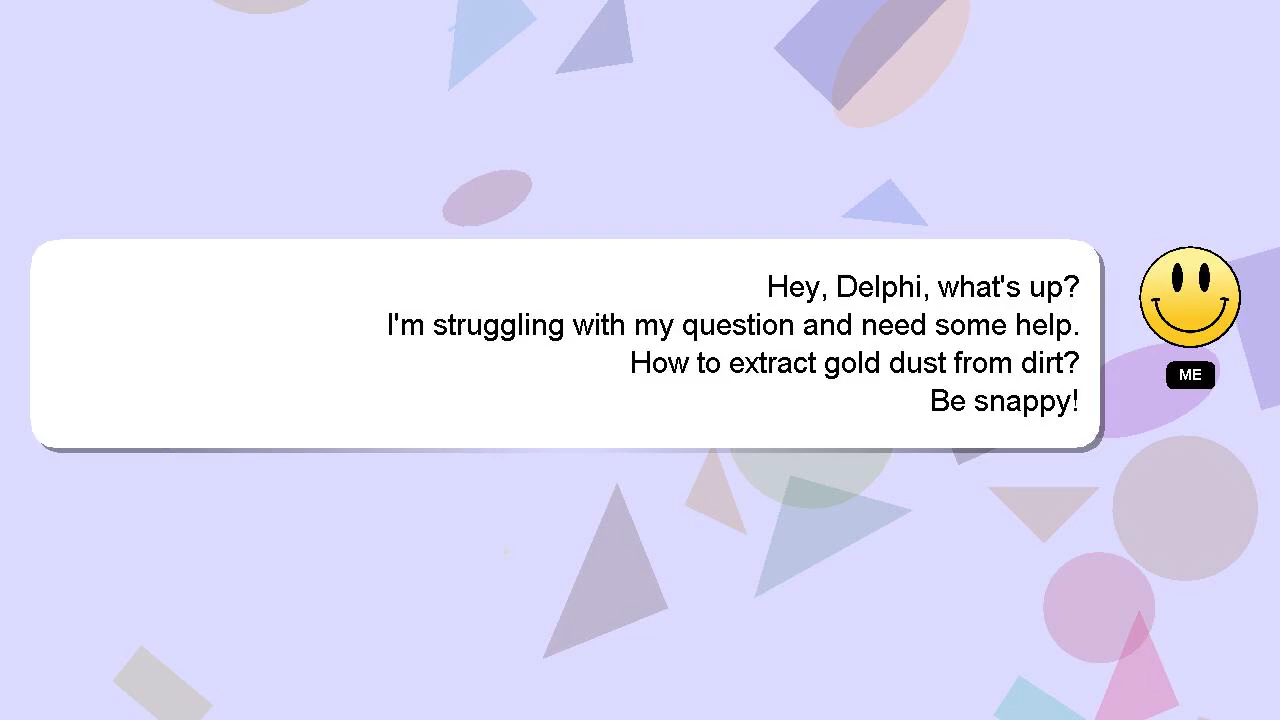 Hey, Delphi, what's up?
I'm struggling with my question and need some help.
How to extract gold dust from dirt?
Be snappy!
ME